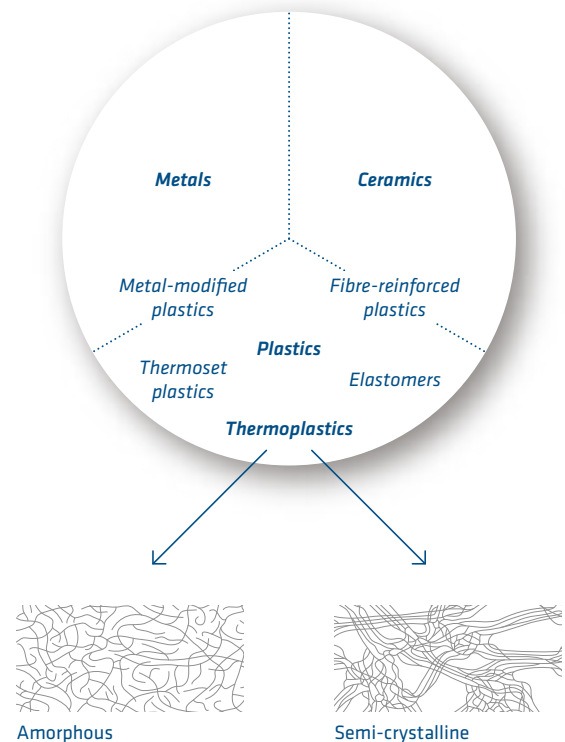 Metals
Ceramics
Metal-modified
plastics
Fibre-reinforced
plastics
Plastics
Thermoset
plastics
Elastomers
Thermoplastics
Amorphous
Semi-crystalline